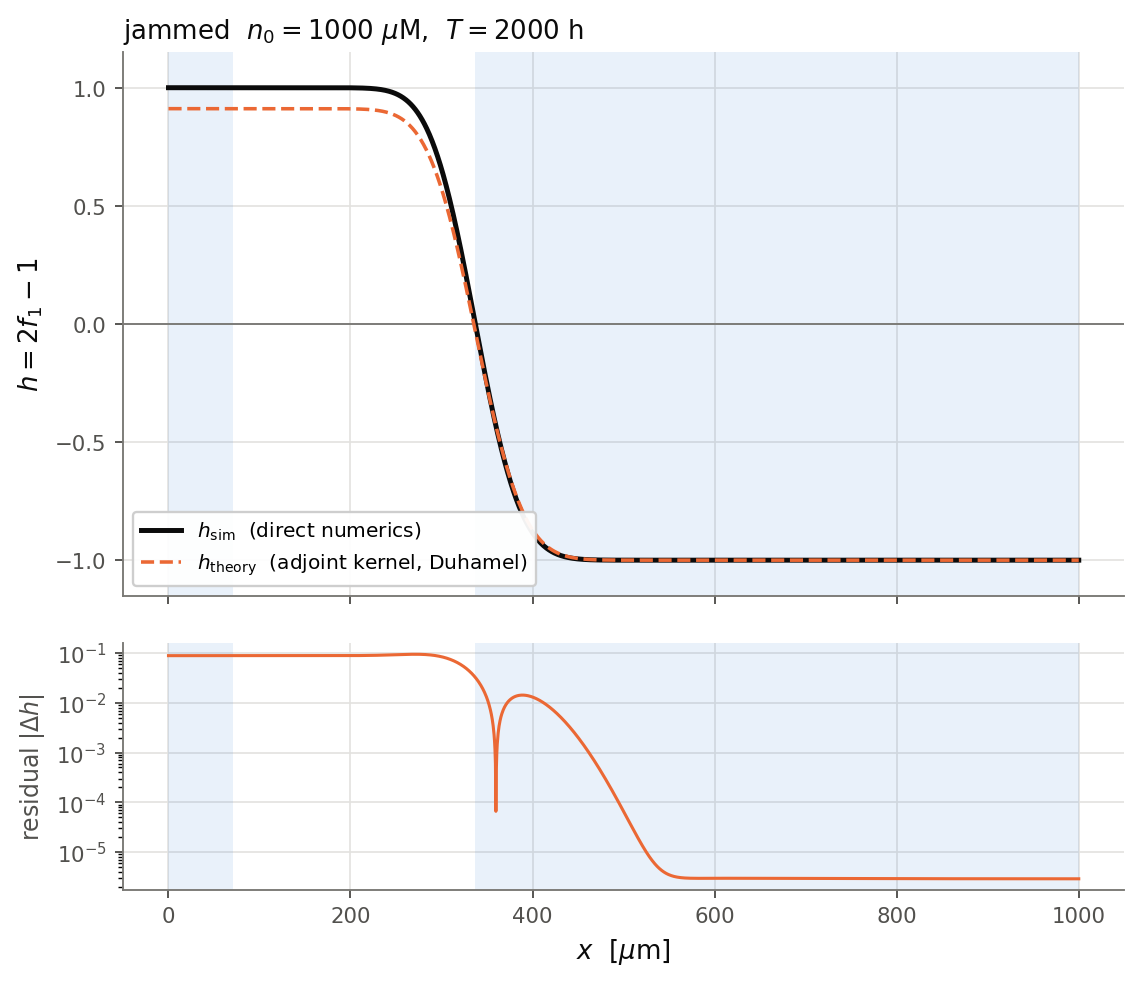 jammed n₀ = 1000 μM, T = 2000 h
h = 2f₁ − 1
1.0
0.5
0.0
−0.5
−1.0
h_sim (direct numerics)
h_theory (adjoint kernel, Duhamel)
residual |Δh|
10⁻¹
10⁻²
10⁻³
10⁻⁴
10⁻⁵
0 200 400 600 800 1000
x [μm]